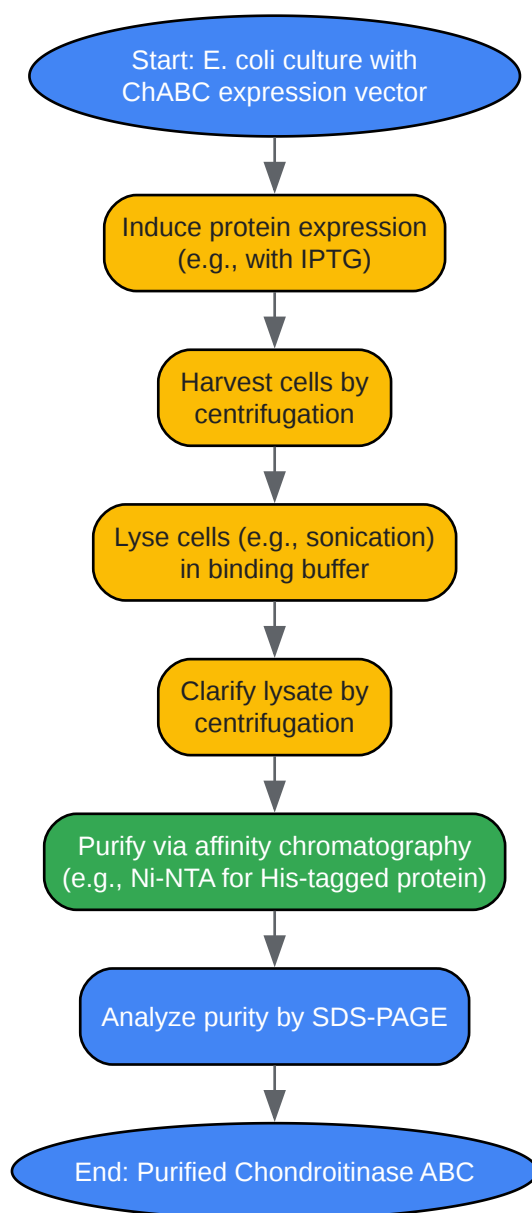 Start: E. coli culture with
ChABC expression vector
Induce protein expression
(e.g., with IPTG)
Harvest cells by
centrifugation
Lyse cells (e.g., sonication)
in binding buffer
Clarify lysate by
centrifugation
Purify via affinity chromatography
(e.g., Ni-NTA for His-tagged protein)
Analyze purity by SDS-PAGE
End: Purified Chondroitinase ABC